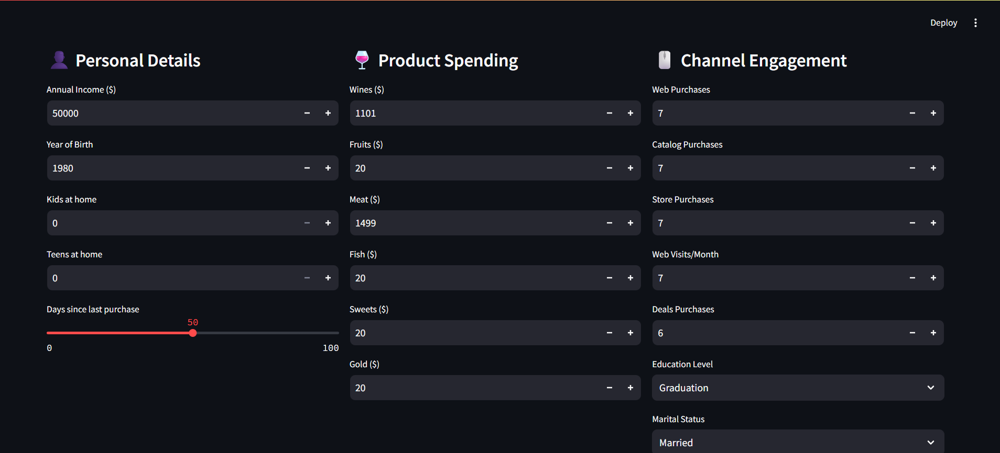 Deploy
Personal Details
Annual Income ($)
50000
Year of Birth
1980
Kids at home
0
Teens at home
0
Days since last purchase
50
0 100
Product Spending
Wines ($)
1101
Fruits ($)
20
Meat ($)
1499
Fish ($)
20
Sweets ($)
20
Gold ($)
20
Channel Engagement
Web Purchases
7
Catalog Purchases
7
Store Purchases
7
Web Visits/Month
7
Deals Purchases
6
Education Level
Graduation
Marital Status
Married